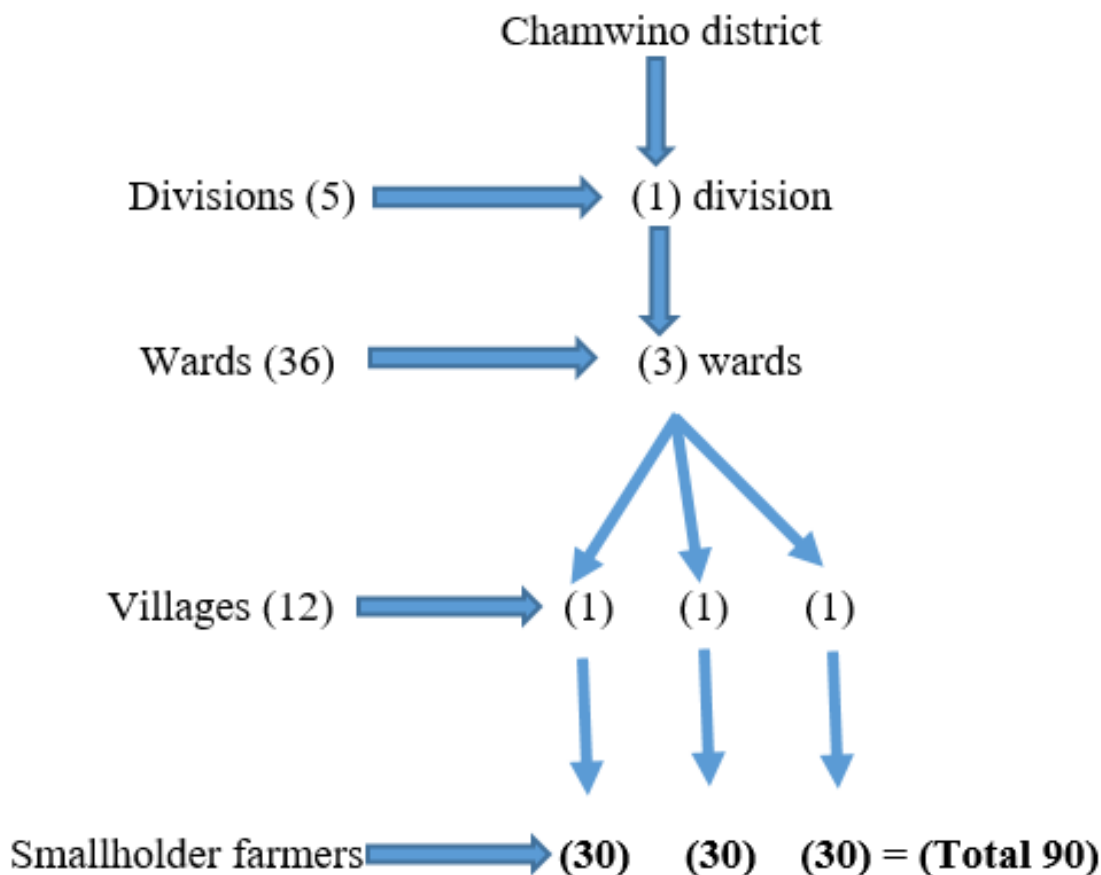 Chamwino district
Divisions (5) (1) division
Wards (36) (3) wards
Villages (12) (1) (1) (1)
Smallholder farmers (30) (30) (30) = (Total 90)